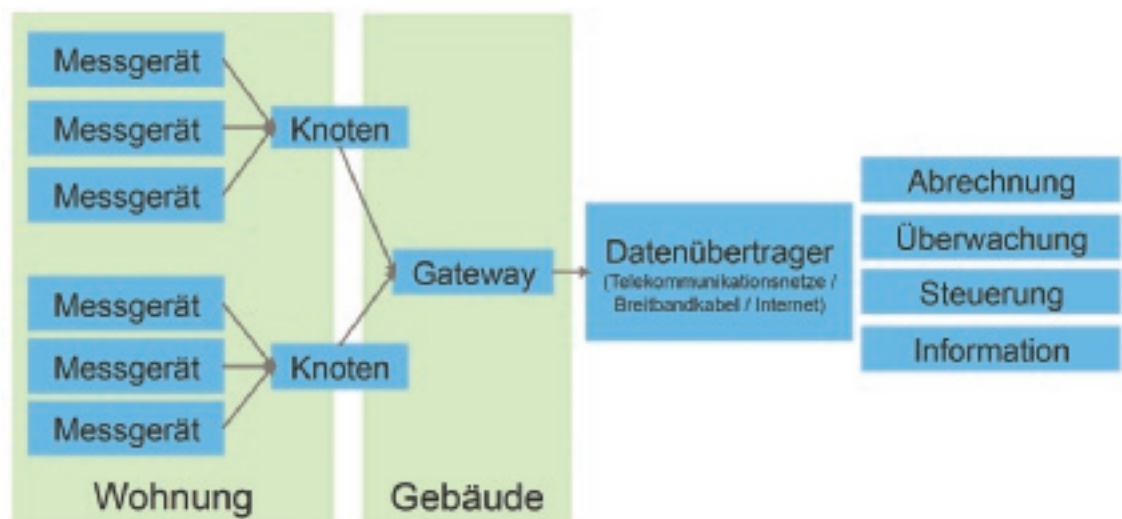 Messgerät
Messgerät
Messgerät
Knoten
Messgerät
Messgerät
Messgerät
Knoten
Wohnung
Gateway
Gebäude
Datenübertrager
(Telekommunikationsnetze /
Breitbandkabel / Internet)
Abrechnung
Überwachung
Steuerung
Information